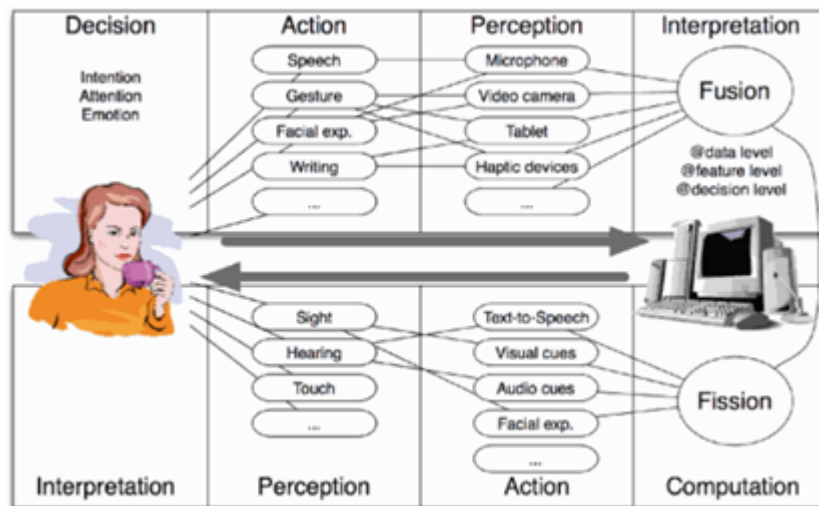 Decision
Action
Perception
Interpretation
Intention
Attention
Emotion
Speech
Gesture
Facial exp.
Writing
...
Microphone
Video camera
Tablet
Haptic devices
...
Fusion
@data level
@feature level
@decision level
Sight
Hearing
Touch
...
Text-to-Speech
Visual cues
Audio cues
Facial exp.
...
Fission
Interpretation
Perception
Action
Computation